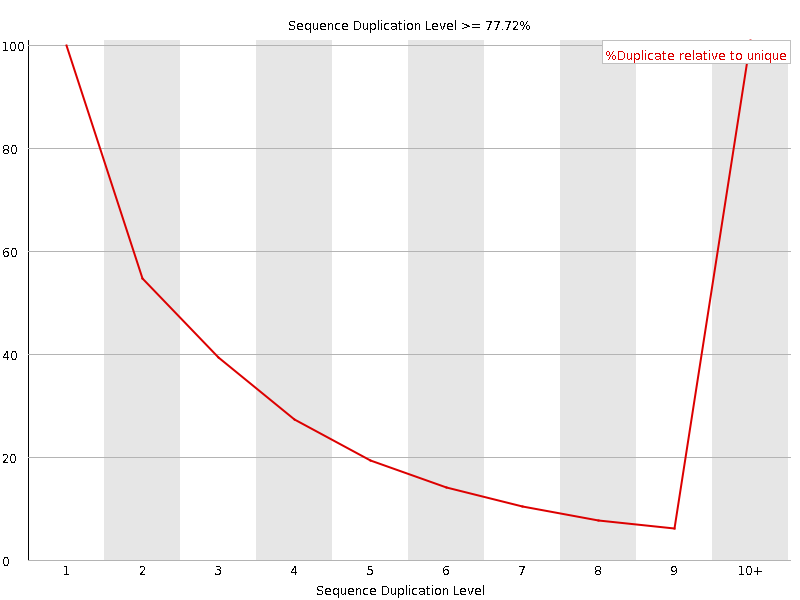 Sequence Duplication Level >= 77.72%
%Duplicate relative to unique
100
80
60
40
20
0
1 2 3 4 5 6 7 8 9 10+
Sequence Duplication Level